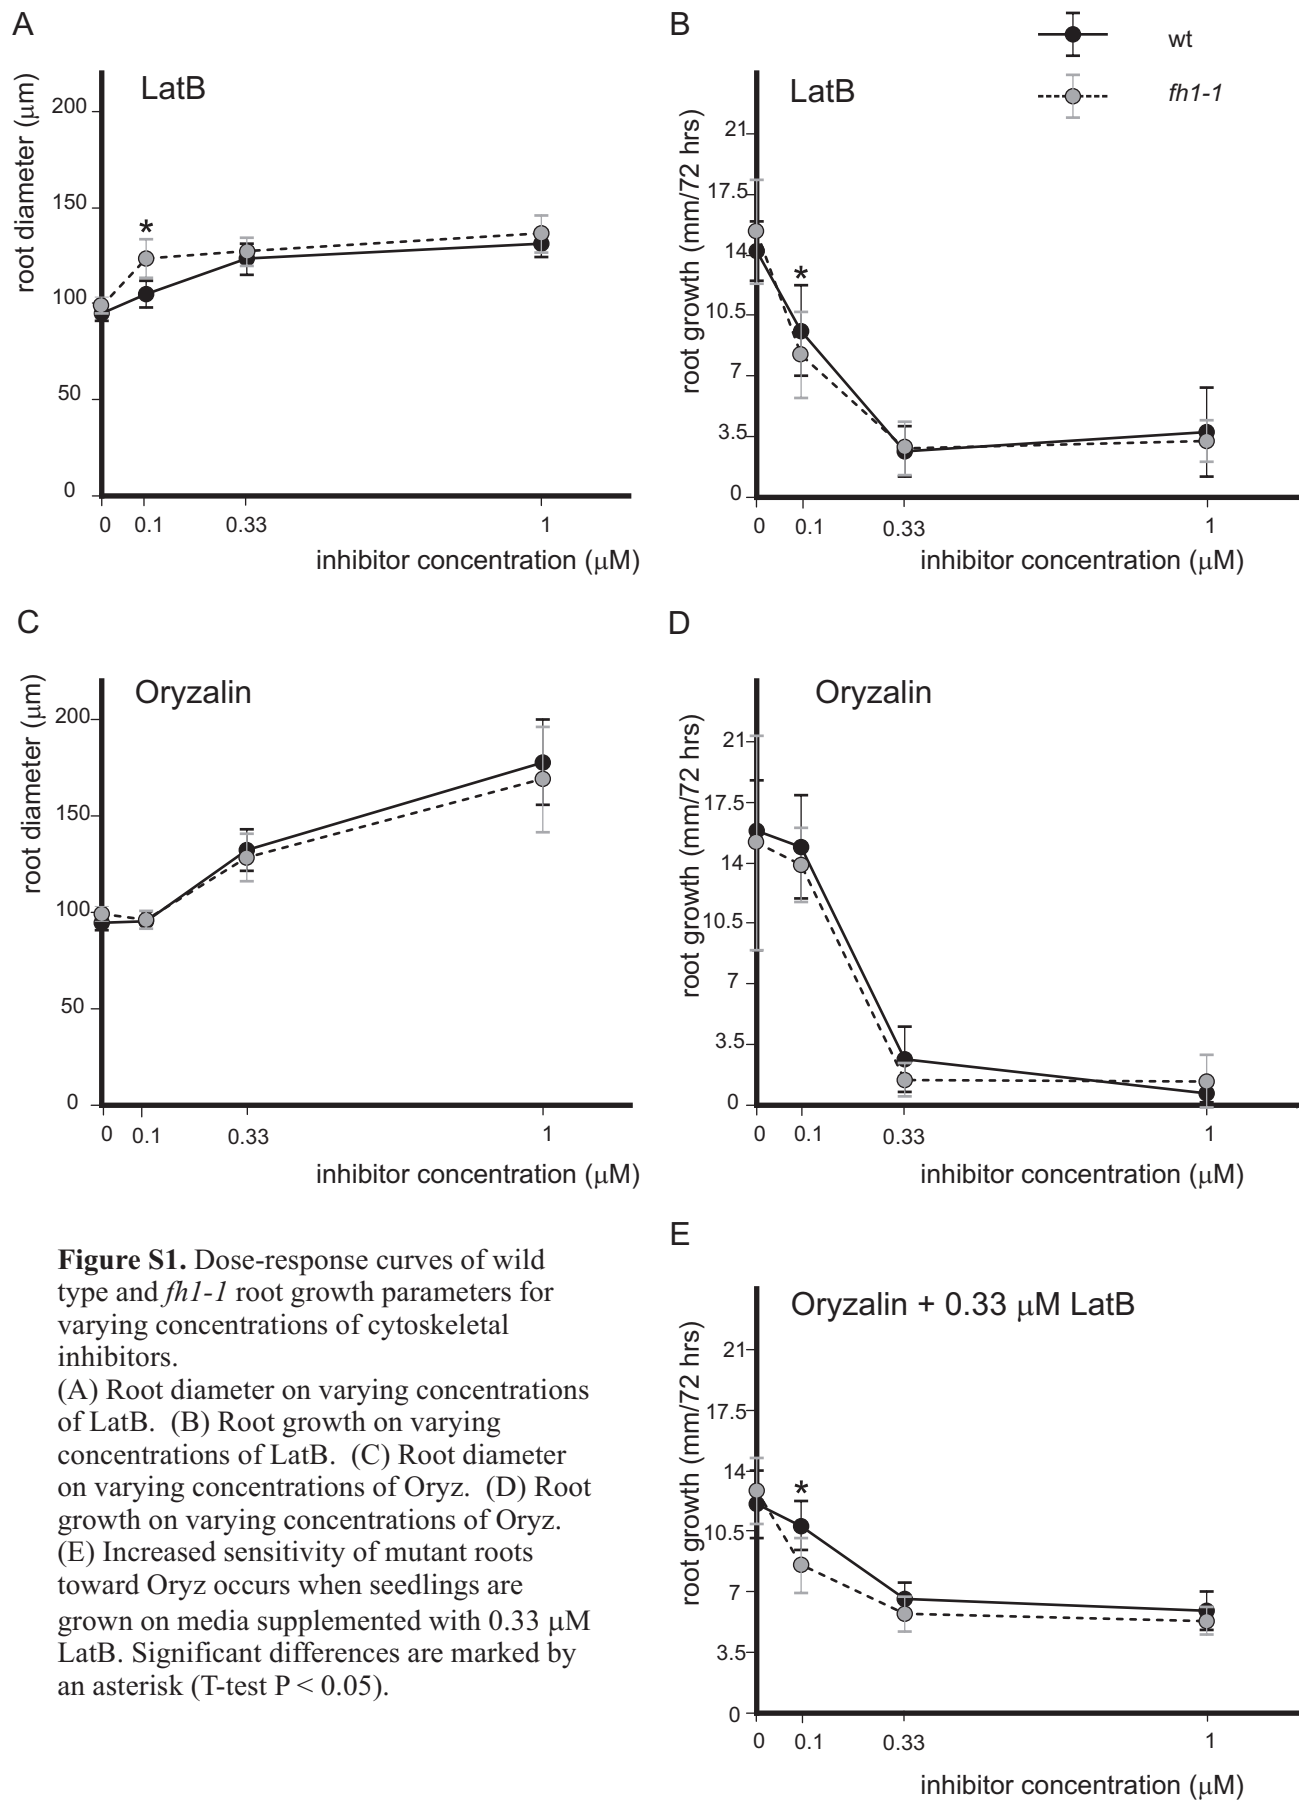 A
LatB
root diameter (μm)
200
150
*
100
50
0
0 0.1 0.33 1
inhibitor concentration (μM)
B
wt
fh1-1
LatB
root growth (mm/72 hrs)
21
17.5
14
*
10.5
7
3.5
0
0 0.1 0.33 1
inhibitor concentration (μM)
C
Oryzalin
root diameter (μm)
200
150
100
50
0
0 0.1 0.33 1
inhibitor concentration (μM)
D
Oryzalin
root growth (mm/72 hrs)
21
17.5
14
10.5
7
3.5
0
0 0.1 0.33 1
inhibitor concentration (μM)
E
Oryzalin + 0.33 μM LatB
root growth (mm/72 hrs)
21
17.5
14
*
10.5
7
3.5
0
0 0.1 0.33 1
inhibitor concentration (μM)
Figure S1. Dose-response curves of wild
type and fh1-1 root growth parameters for
varying concentrations of cytoskeletal
inhibitors.
(A) Root diameter on varying concentrations
of LatB. (B) Root growth on varying
concentrations of LatB. (C) Root diameter
on varying concentrations of Oryz. (D) Root
growth on varying concentrations of Oryz.
(E) Increased sensitivity of mutant roots
toward Oryz occurs when seedlings are
grown on media supplemented with 0.33 μM
LatB. Significant differences are marked by
an asterisk (T-test P < 0.05).